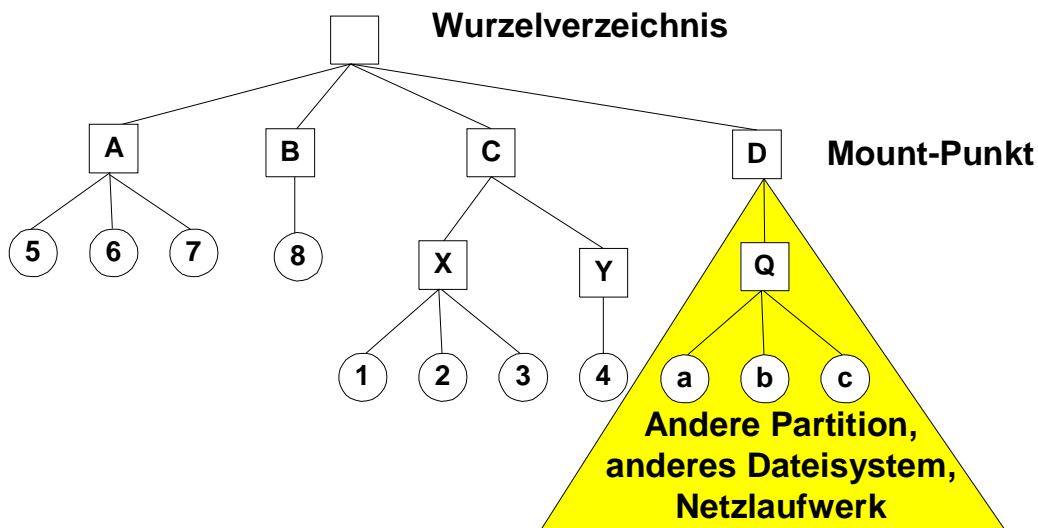 Wurzelverzeichnis
A B C D Mount-Punkt
5 6 7 8 X Y Q
1 2 3 4 a b c
Andere Partition,
anderes Dateisystem,
Netzlaufwerk